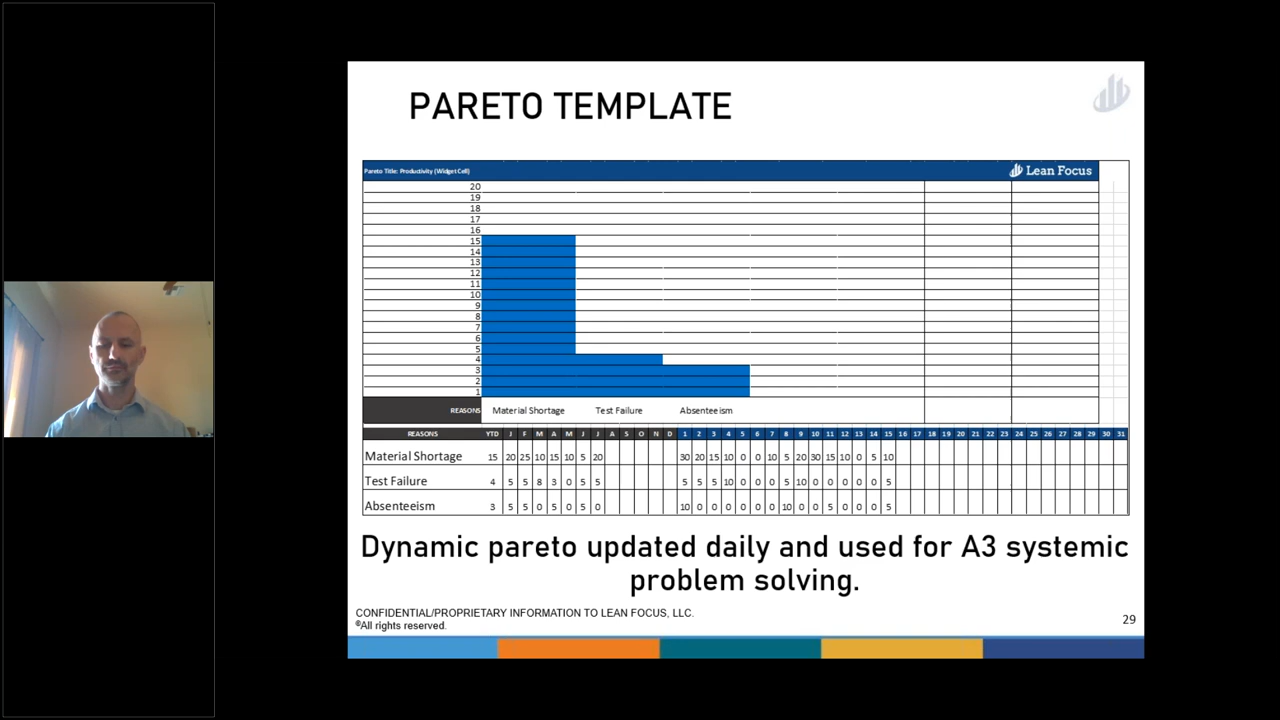 PARETO TEMPLATE
Pareto Title: Productivity (Widget Cell)
Lean Focus
20
19
18
17
16
15
14
13
12
11
10
9
8
7
6
5
4
3
2
1
REASONS Material Shortage Test Failure Absenteeism
REASONS YTD J F M A M J J A S O N D 1 2 3 4 5 6 7 8 9 10 11 12 13 14 15 16 17 18 19 20 21 22 23 24 25 26 27 28 29 30 31
Material Shortage 15 20 25 10 15 10 5 20 30 20 15 10 0 0 10 5 20 30 15 10 0 5 10
Test Failure 4 5 5 8 3 0 5 5 5 5 5 10 0 0 0 5 10 0 0 0 0 0 5
Absenteeism 3 5 5 0 5 0 5 0 10 0 0 0 0 0 0 10 0 0 5 0 0 0 5
Dynamic pareto updated daily and used for A3 systemic
problem solving.
CONFIDENTIAL/PROPRIETARY INFORMATION TO LEAN FOCUS, LLC.
©All rights reserved.
29